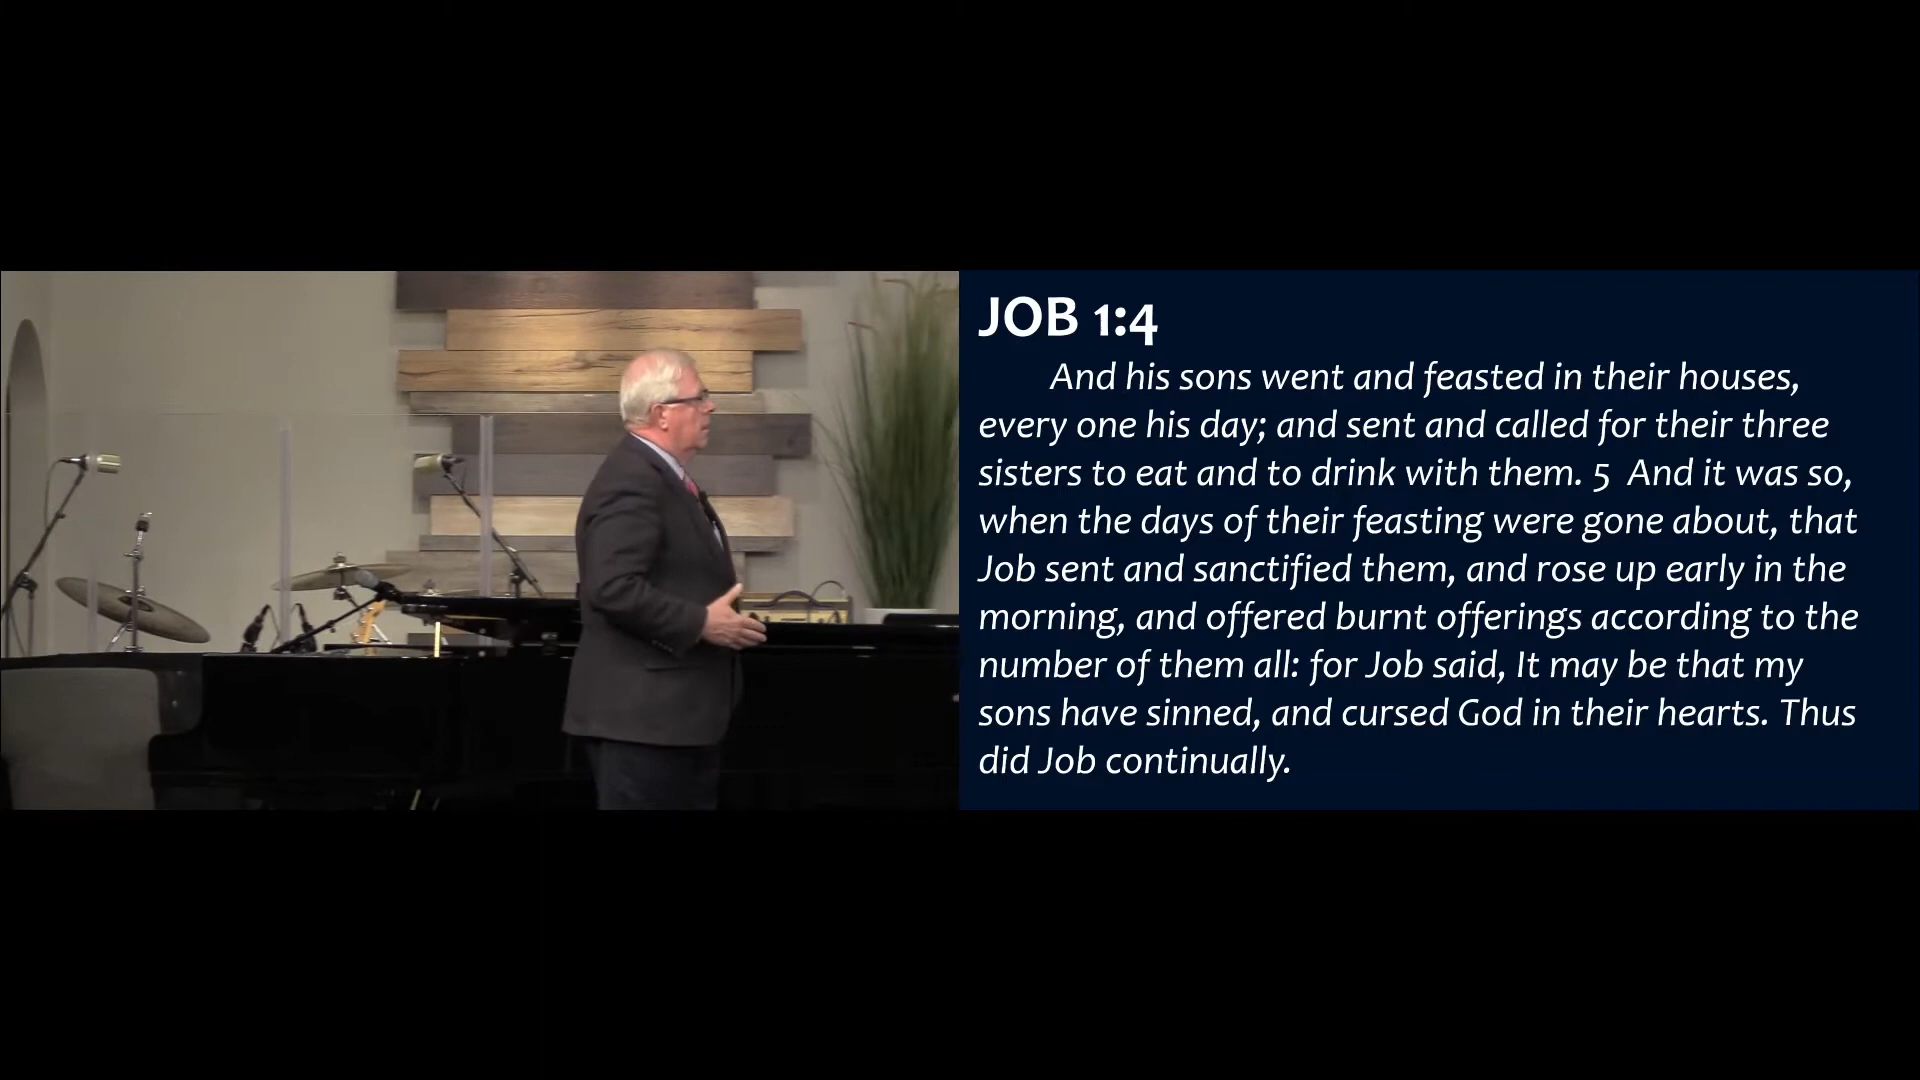 JOB 1:4
And his sons went and feasted in their houses,
every one his day; and sent and called for their three
sisters to eat and to drink with them. 5 And it was so,
when the days of their feasting were gone about, that
Job sent and sanctified them, and rose up early in the
morning, and offered burnt offerings according to the
number of them all: for Job said, It may be that my
sons have sinned, and cursed God in their hearts. Thus
did Job continually.